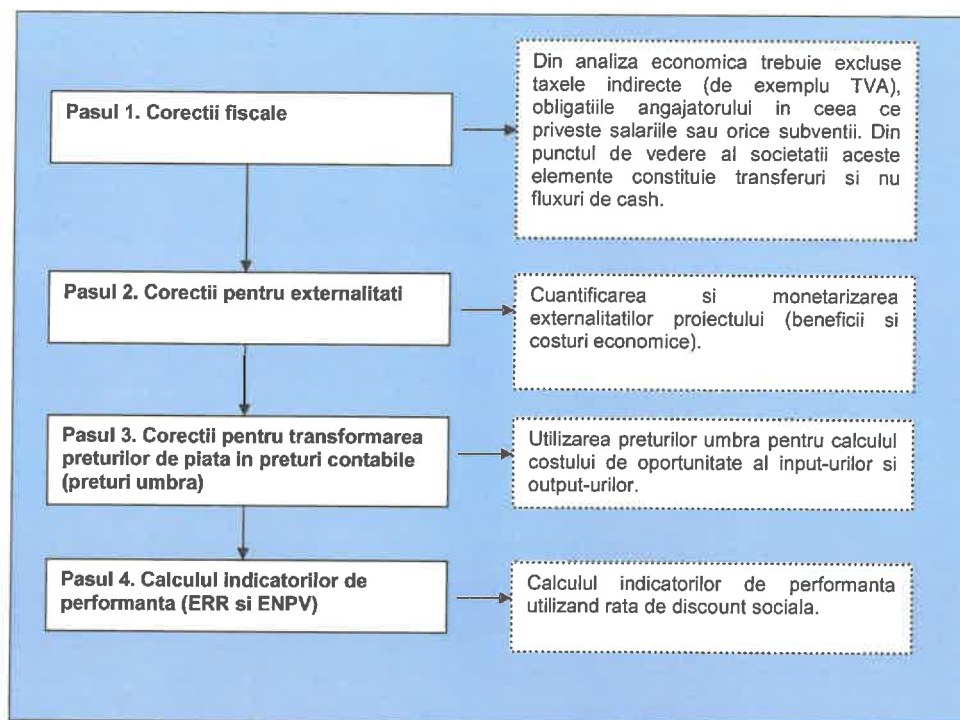 Pasul 1. Corectii fiscale
Din analiza economica trebuie excluse
taxele indirecte (de exemplu TVA),
obligatiile angajatorului in ceea ce
priveste salariile sau orice subventii. Din
punctul de vedere al societatii aceste
elemente constituie transferuri si nu
fluxuri de cash.
Pasul 2. Corectii pentru externalitati
Cuantificarea si monetarizarea
externalitatilor proiectului (beneficii si
costuri economice).
Pasul 3. Corectii pentru transformarea
preturilor de piata in preturi contabile
(preturi umbra)
Utilizarea preturilor umbra pentru calculul
costului de oportunitate al input-urilor si
output-urilor.
Pasul 4. Calculul indicatorilor de
performanta (ERR si ENPV)
Calculul indicatorilor de performanta
utilizand rata de discount sociala.